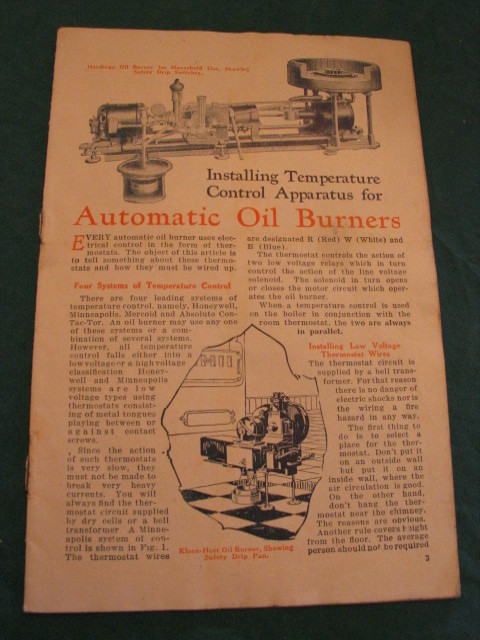 Hardinge Oil Burner for Household Use, Showing
Safety Drip Switches.
Installing Temperature
Control Apparatus for
Automatic Oil Burners
EVERY automatic oil burner uses elec-
trical control in the form of ther-
mostats. The object of this article is
to tell something about these thermo-
stats and how they must be wired up.
Four Systems of Temperature Control
There are four leading systems of
temperature control, namely, Honeywell,
Minneapolis, Mercoid and Absolute Con-
Tac-Tor. An oil burner may use any one
of these systems or a com-
bination of several systems.
However, all temperature
control falls either into a
low voltage or a high voltage
classification Honey-
well and Minneapolis
systems are low
voltage types using
thermostats consist-
ing of metal tongues
playing between or
against contact
screws.
Since the action
of such thermostats
is very slow, they
must not be made to
break very heavy
currents. You will
always find the ther-
mostat circuit supplied
by dry cells or a bell
transformer A Minne-
apolis system of con-
trol is shown in Fig. 1.
The thermostat wires
are designated R (Red) W (White) and
B (Blue).
The thermostat controls the action of
two low voltage relays which in turn
control the action of the line voltage
solenoid. The solenoid in turn opens
or closes the motor circuit which oper-
ates the oil burner.
When a temperature control is used
on the boiler in conjunction with the
room thermostat, the two are always
in parallel.
Installing Low Voltage
Thermostat Wires
The thermostat circuit is
supplied by a bell trans-
former. For that reason
there is no danger of
electric shocks nor is
the wiring a fire
hazard in any way.
The first thing to
do is to select a
place for the ther-
mostat. Don't put it
on an outside wall
but put it on an
inside wall, where the
air circulation is good.
On the other hand,
don't hang the ther-
mostat near the chimney.
The reasons are obvious.
Another rule covers height
from the floor. The average
person should not be required
Kleen-Heet Oil Burner, Showing
Safety Drip Pan.
3